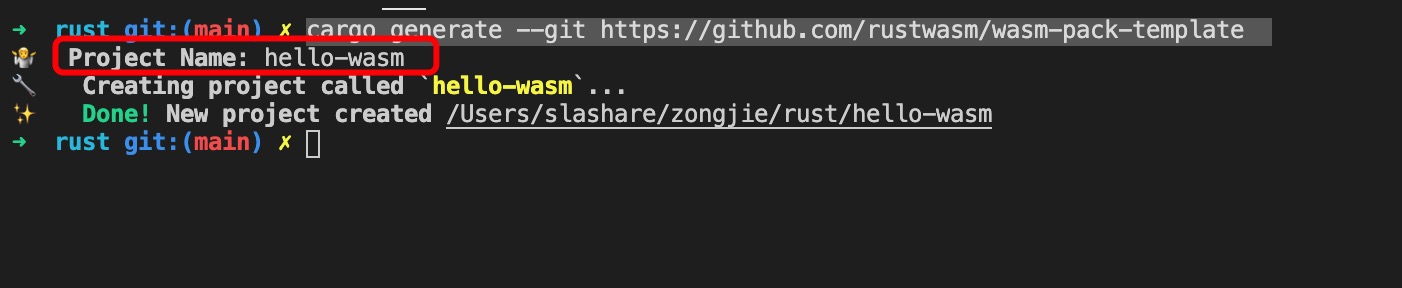 ➜ rust git:(main) ✗ cargo generate --git https://github.com/rustwasm/wasm-pack-template
🤷 Project Name: hello-wasm
🔧 Creating project called `hello-wasm`...
✨ Done! New project created /Users/slashare/zongjie/rust/hello-wasm
➜ rust git:(main) ✗